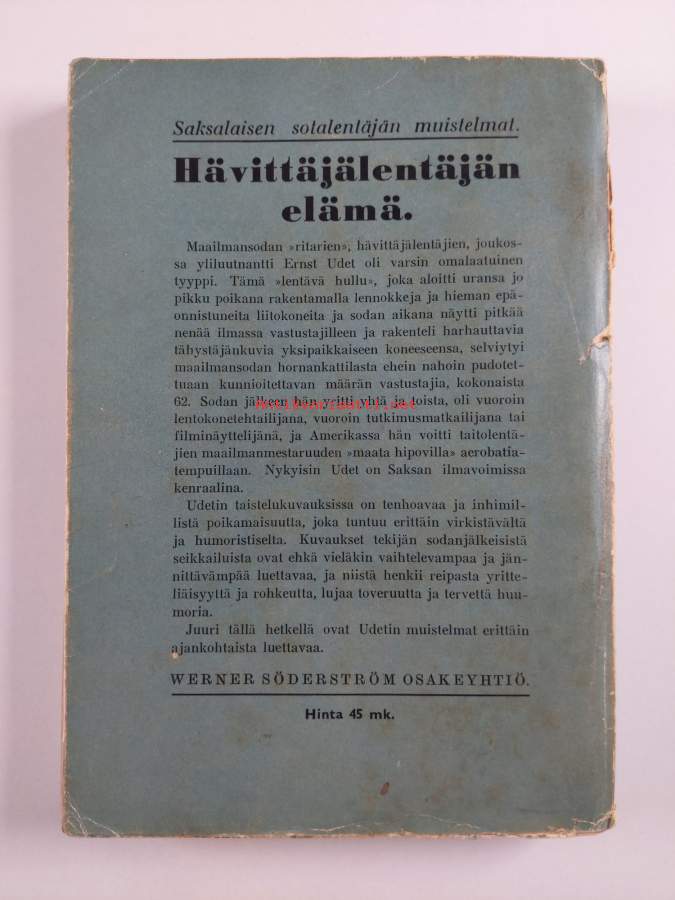 Saksalaisen sotalentäjän muistelmat.
Hävittäjälentäjän
elämä.
Maailmansodan »ritarien», hävittäjälentäjien, joukos-
sa yliluutnantti Ernst Udet oli varsin omalaatuinen
tyyppi. Tämä »lentävä hullu», joka aloitti uransa jo
pikku poikana rakentamalla lennokkeja ja hieman epä-
onnistuneita liitokoneita ja sodan aikana näytti pitkää
nenää ilmassa vastustajilleen ja rakenteli harhauttavia
tähystäjänkuvia yksipaikkaiseen koneeseensa, selviytyi
maailmansodan hornankattilasta ehein nahoin pudotet-
tuaan kunnioitettavan määrän vastustajia, kokonaista
62. Sodan jälkeen hän yritti yhtä ja toista, oli vuoroin
Antikvariaatti.net
lentokonetehtailijana, vuoroin tutkimusmatkailijana tai
filminäyttelijänä, ja Amerikassa hän voitti taitolentä-
jien maailmanmestaruuden »maata hipovilla» aerobatia-
tempuillaan. Nykyisin Udet on Saksan ilmavoimissa
kenraalina.
Udetin taistelukuvauksissa on tenhoavaa ja inhimil-
listä poikamaisuutta, joka tuntuu erittäin virkistävältä
ja humoristiselta. Kuvaukset tekijän sodanjälkeisistä
seikkailuista ovat ehkä vieläkin vaihtelevampaa ja jän-
nittävämpää luettavaa, ja niistä henkii reipasta yritte-
liäisyyttä ja rohkeutta, lujaa toveruutta ja tervettä huu-
moria.
Juuri tällä hetkellä ovat Udetin muistelmat erittäin
ajankohtaista luettavaa.
WERNER SÖDERSTRÖM OSAKEYHTIÖ.
Hinta 45 mk.